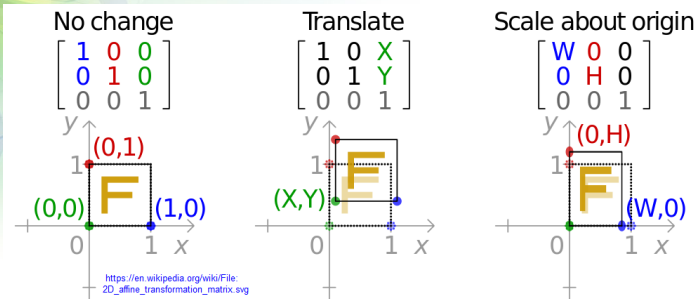 No change
Translate
Scale about origin
1 0 0
0 1 0
0 0 1
1 0 X
0 1 Y
0 0 1
W 0 0
0 H 0
0 0 1
y
(0,1)
1
F
(0,0)
(1,0)
0
1
x
y
1
F
(X,Y)
0
1
x
y
(0,H)
1
F
(W,0)
0
1
x
https://en.wikipedia.org/wiki/File:
2D_affine_transformation_matrix.svg